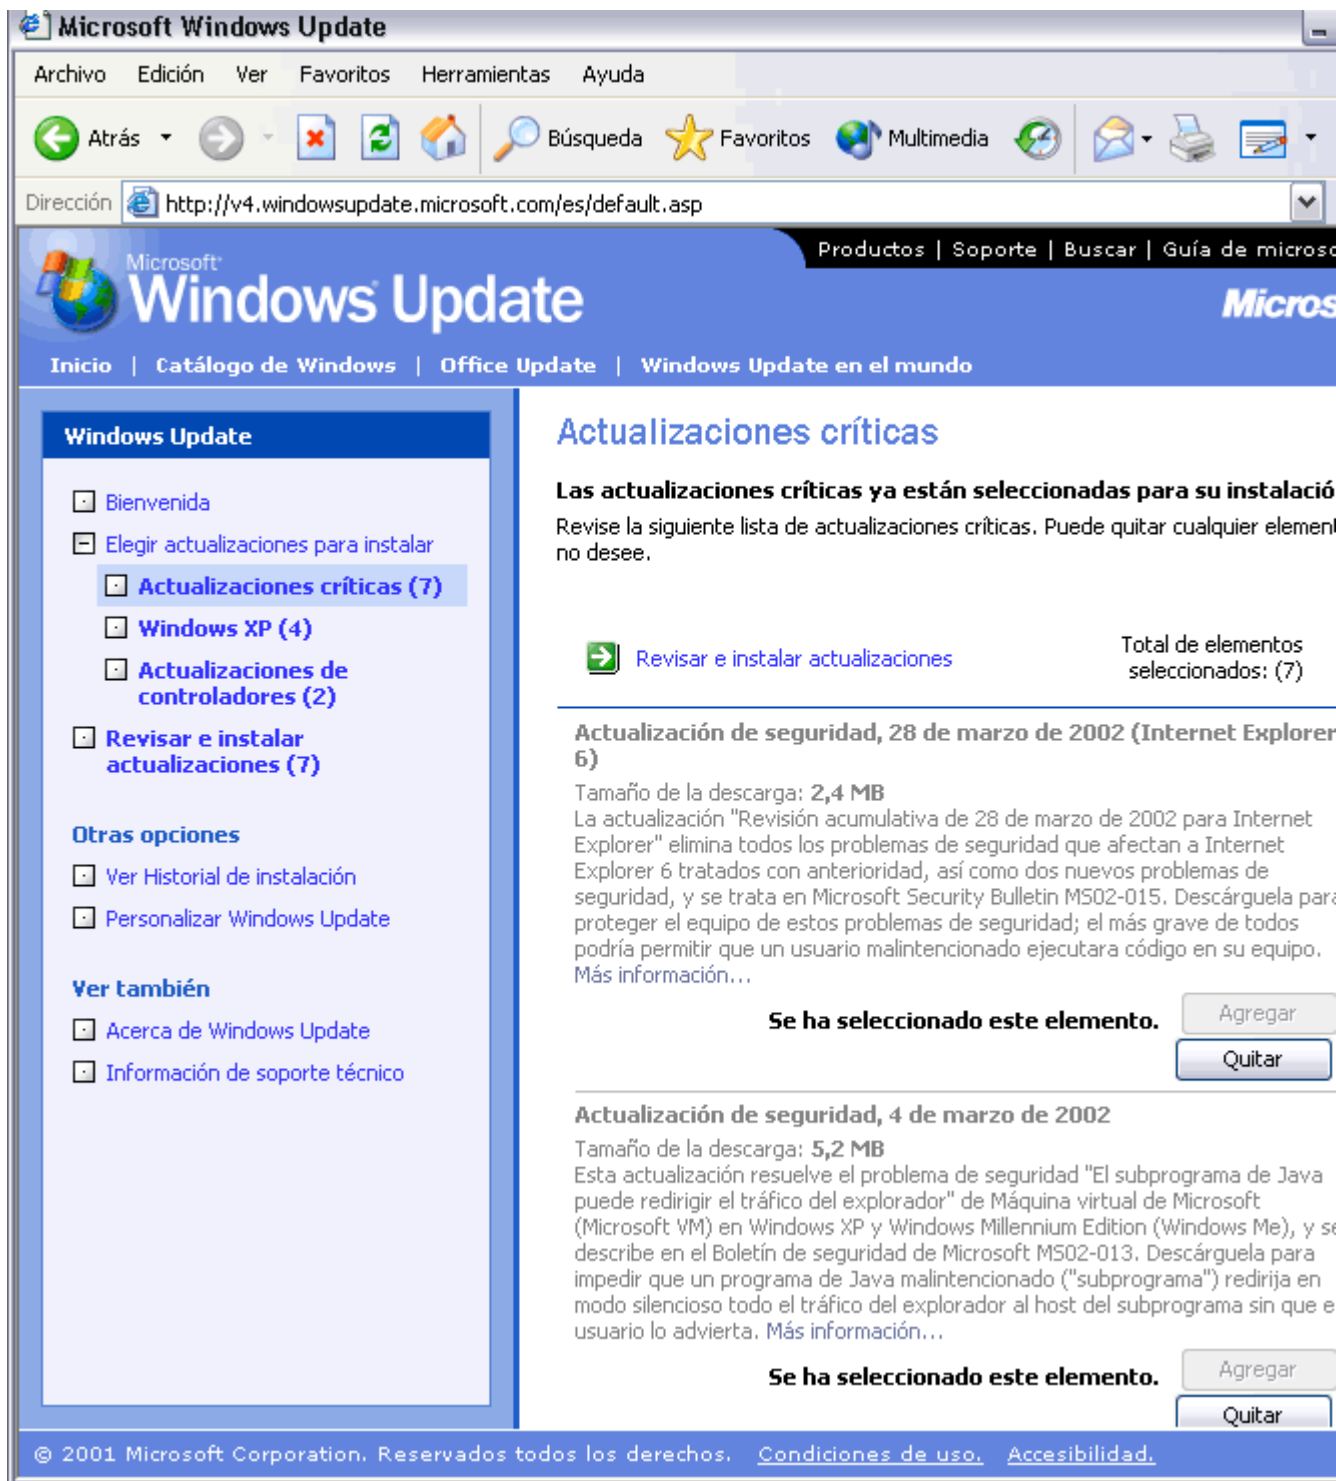 Microsoft Windows Update
Archivo Edición Ver Favoritos Herramientas Ayuda
Atrás Búsqueda Favoritos Multimedia
Dirección http://v4.windowsupdate.microsoft.com/es/default.asp
Productos | Soporte | Buscar | Guía de microso
Microsoft
Windows Update
Micros
Inicio | Catálogo de Windows | Office Update | Windows Update en el mundo
Windows Update
Bienvenida
Elegir actualizaciones para instalar
Actualizaciones críticas (7)
Windows XP (4)
Actualizaciones de
controladores (2)
Revisar e instalar
actualizaciones (7)
Otras opciones
Ver Historial de instalación
Personalizar Windows Update
Ver también
Acerca de Windows Update
Información de soporte técnico
Actualizaciones críticas
Las actualizaciones críticas ya están seleccionadas para su instalació
Revise la siguiente lista de actualizaciones críticas. Puede quitar cualquier element
no desee.
Revisar e instalar actualizaciones
Total de elementos
seleccionados: (7)
Actualización de seguridad, 28 de marzo de 2002 (Internet Explorer
6)
Tamaño de la descarga: 2,4 MB
La actualización "Revisión acumulativa de 28 de marzo de 2002 para Internet
Explorer" elimina todos los problemas de seguridad que afectan a Internet
Explorer 6 tratados con anterioridad, así como dos nuevos problemas de
seguridad, y se trata en Microsoft Security Bulletin MS02-015. Descárguela para
proteger el equipo de estos problemas de seguridad; el más grave de todos
podría permitir que un usuario malintencionado ejecutara código en su equipo.
Más información...
Se ha seleccionado este elemento. Agregar
Quitar
Actualización de seguridad, 4 de marzo de 2002
Tamaño de la descarga: 5,2 MB
Esta actualización resuelve el problema de seguridad "El subprograma de Java
puede redirigir el tráfico del explorador" de Máquina virtual de Microsoft
(Microsoft VM) en Windows XP y Windows Millennium Edition (Windows Me), y se
describe en el Boletín de seguridad de Microsoft MS02-013. Descárguela para
impedir que un programa de Java malintencionado ("subprograma") redirija en
modo silencioso todo el tráfico del explorador al host del subprograma sin que e
usuario lo advierta. Más información...
Se ha seleccionado este elemento. Agregar
Quitar
© 2001 Microsoft Corporation. Reservados todos los derechos. Condiciones de uso. Accesibilidad.